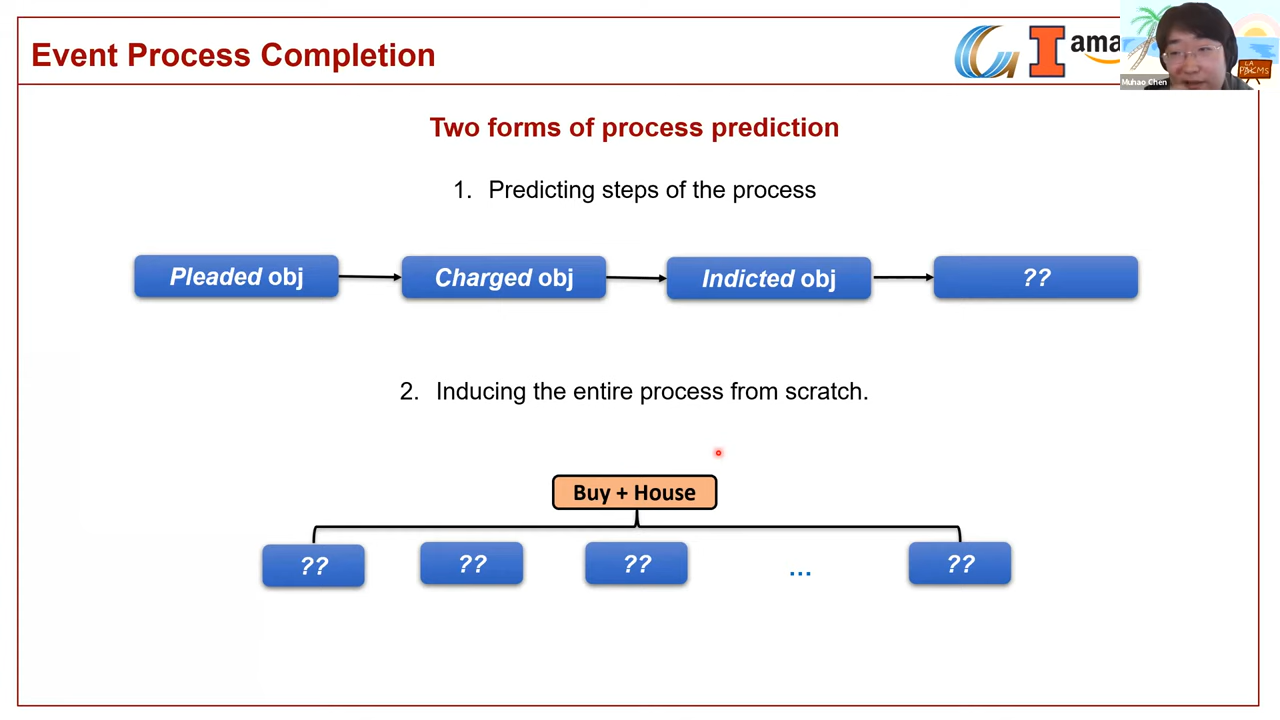 Event Process Completion
ama
Muhao Chen
LA
Two forms of process prediction
1. Predicting steps of the process
Pleaded obj
Charged obj
Indicted obj
??
2. Inducing the entire process from scratch.
Buy + House
??
??
??
...
??